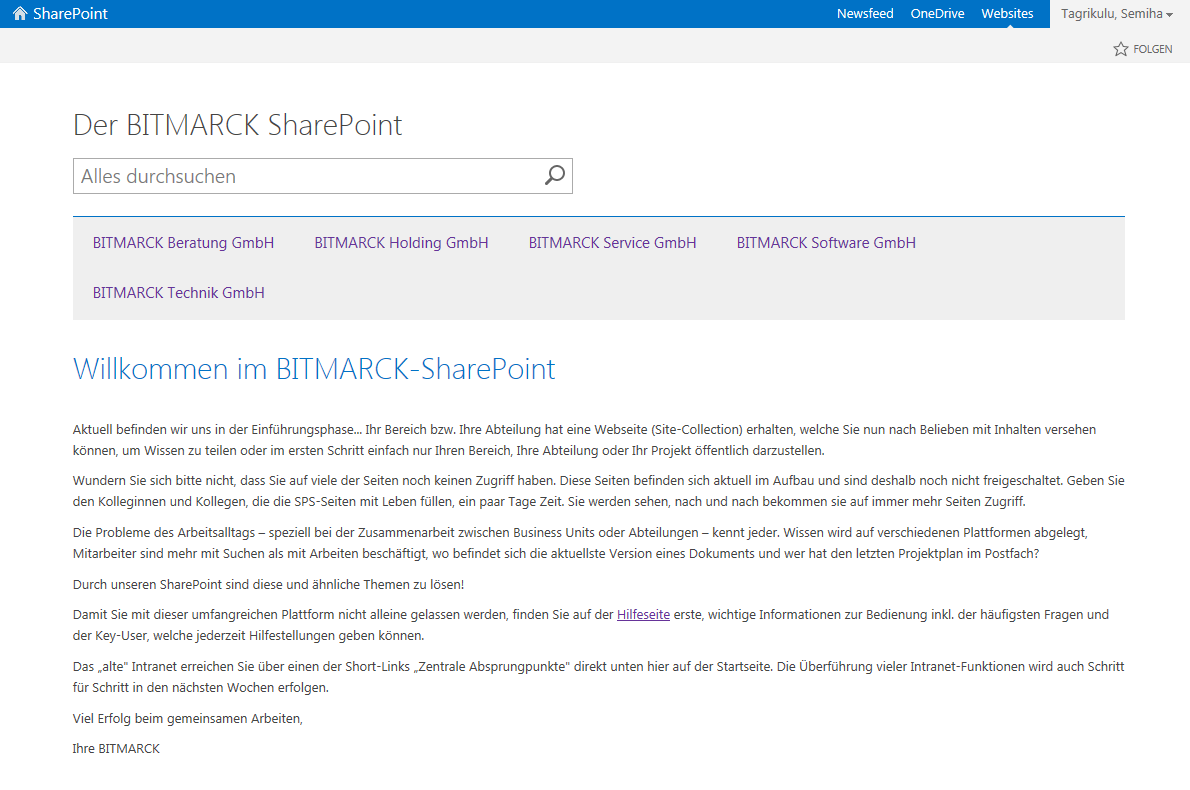 SharePoint
Newsfeed OneDrive Websites Tagrikulu, Semiha
FOLGEN
Der BITMARCK SharePoint
Alles durchsuchen
BITMARCK Beratung GmbH BITMARCK Holding GmbH BITMARCK Service GmbH BITMARCK Software GmbH
BITMARCK Technik GmbH
Willkommen im BITMARCK-SharePoint
Aktuell befinden wir uns in der Einführungsphase... Ihr Bereich bzw. Ihre Abteilung hat eine Webseite (Site-Collection) erhalten, welche Sie nun nach Belieben mit Inhalten versehen
können, um Wissen zu teilen oder im ersten Schritt einfach nur Ihren Bereich, Ihre Abteilung oder Ihr Projekt öffentlich darzustellen.
Wundern Sie sich bitte nicht, dass Sie auf viele der Seiten noch keinen Zugriff haben. Diese Seiten befinden sich aktuell im Aufbau und sind deshalb noch nicht freigeschaltet. Geben Sie
den Kolleginnen und Kollegen, die die SPS-Seiten mit Leben füllen, ein paar Tage Zeit. Sie werden sehen, nach und nach bekommen sie auf immer mehr Seiten Zugriff.
Die Probleme des Arbeitsalltags – speziell bei der Zusammenarbeit zwischen Business Units oder Abteilungen – kennt jeder. Wissen wird auf verschiedenen Plattformen abgelegt,
Mitarbeiter sind mehr mit Suchen als mit Arbeiten beschäftigt, wo befindet sich die aktuellste Version eines Dokuments und wer hat den letzten Projektplan im Postfach?
Durch unseren SharePoint sind diese und ähnliche Themen zu lösen!
Damit Sie mit dieser umfangreichen Plattform nicht alleine gelassen werden, finden Sie auf der Hilfeseite erste, wichtige Informationen zur Bedienung inkl. der häufigsten Fragen und
der Key-User, welche jederzeit Hilfestellungen geben können.
Das „alte" Intranet erreichen Sie über einen der Short-Links „Zentrale Absprungpunkte" direkt unten hier auf der Startseite. Die Überführung vieler Intranet-Funktionen wird auch Schritt
für Schritt in den nächsten Wochen erfolgen.
Viel Erfolg beim gemeinsamen Arbeiten,
Ihre BITMARCK